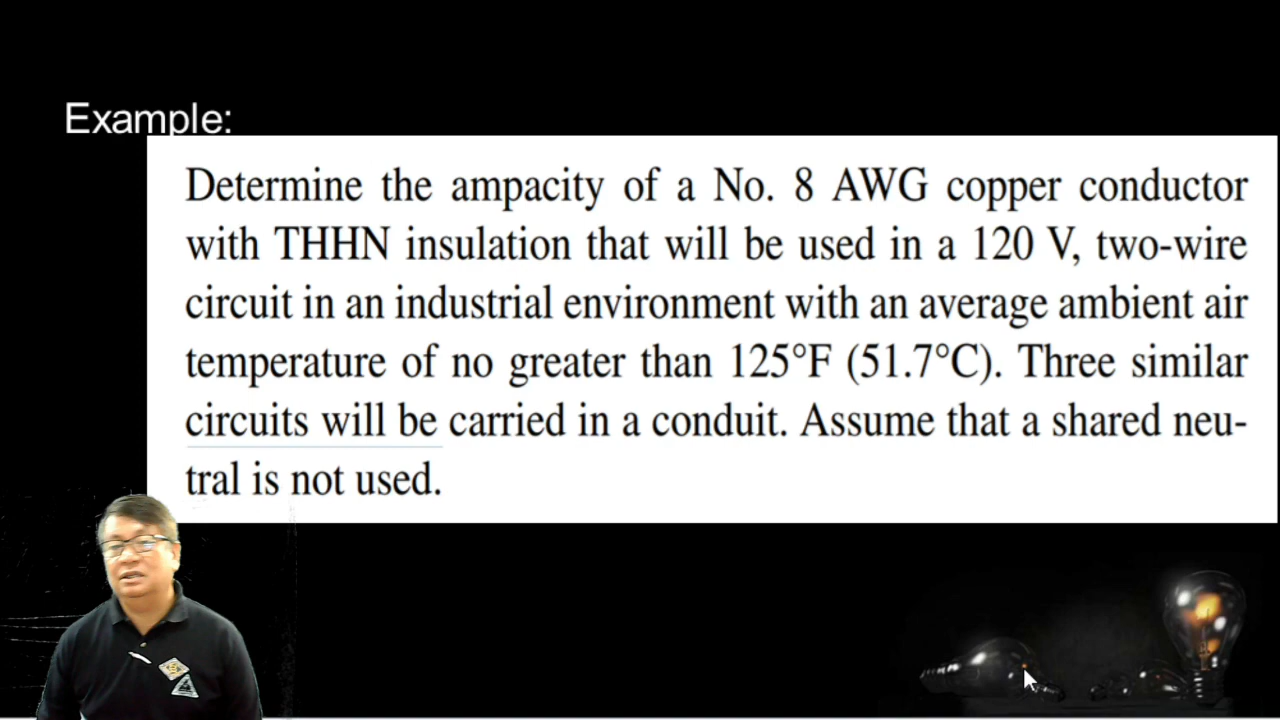 Example:
Determine the ampacity of a No. 8 AWG copper conductor
with THHN insulation that will be used in a 120 V, two-wire
circuit in an industrial environment with an average ambient air
temperature of no greater than 125°F (51.7°C). Three similar
circuits will be carried in a conduit. Assume that a shared neu-
tral is not used.